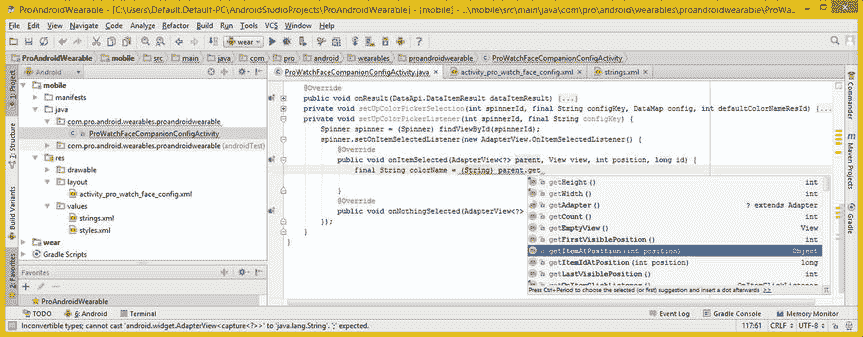 ProAndroidWearable - [C:\Users\Default.Default-PC\AndroidStudioProjects\ProAndroidWearable] - [mobile] - ...\mobile\src\main\java\com\pro\android\wearables\proandroidwearable\ProWa...
File Edit View Navigate Code Analyze Refactor Build Run Tools VCS Window Help
wear
ProAndroidWearable mobile src main java com pro android wearables proandroidwearable ProWatchFaceCompanionConfigActivity
Android
ProWatchFaceCompanionConfigActivity.java activity_pro_watch_face_config.xml strings.xml
1: Project
7: Structure
Build Variants
2: Favorites
mobile
manifests
java
com.pro.android.wearables.proandroidwearable
ProWatchFaceCompanionConfigActivity
com.pro.android.wearables.proandroidwearable (androidTest)
res
drawable
layout
activity_pro_watch_face_config.xml
values
strings.xml
styles.xml
wear
Gradle Scripts
Favorites
ProAndroidWearable
@Override
public void onResult(DataApi.DataItemResult dataItemResult) {...}
private void setUpColorPickerSelection(int spinnerId, final String configKey, DataMap config, int defaultColorNameResId) {...
private void setUpColorPickerListener(int spinnerId, final String configKey) {
Spinner spinner = (Spinner) findViewById(spinnerId);
spinner.setOnItemSelectedListener(new AdapterView.OnItemSelectedListener() {
@Override
public void onItemSelected(AdapterView<?> parent, View view, int position, long id) {
final String colorName = (String) parent.get
}
@Override
public void onNothingSelected(AdapterView<?>
});
}
}
getHeight() int
getWidth() int
getAdapter() ? extends Adapter
getCount() int
getEmptyView() View
getFirstVisiblePosition() int
getItemAtPosition(int position) Object
getItemIdAtPosition(int position) long
getLastVisiblePosition() int
getOnItemClickListener() OnItemClickListener
Press Ctrl+Period to choose the selected (or first) suggestion and insert a dot afterwards >>
Commander
Maven Projects
Gradle
TODO 6: Android Terminal Event Log Gradle Console Memory Monitor
Inconvertible types; cannot cast 'android.widget.AdapterView<capture<?>>' to 'java.lang.String'. ';' expected. 117:61 CRLF UTF-8